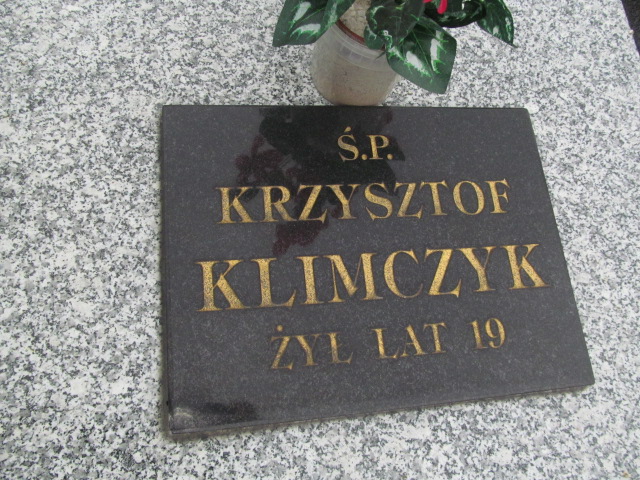 Ś.P.
KRZYSZTOF
KLIMCZYK
ŻYŁ LAT 19